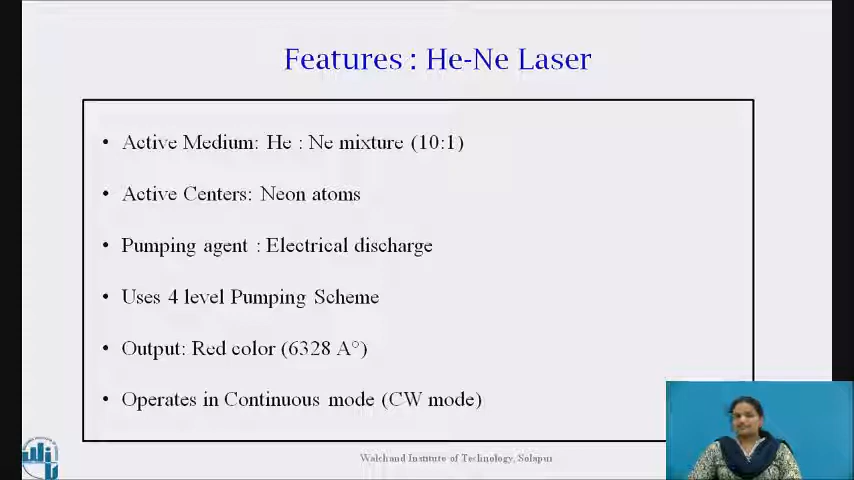 Features : He-Ne Laser
• Active Medium: He : Ne mixture (10:1)
• Active Centers: Neon atoms
• Pumping agent : Electrical discharge
• Uses 4 level Pumping Scheme
• Output: Red color (6328 A°)
• Operates in Continuous mode (CW mode)
Walchand Institute of Technology, Solapur